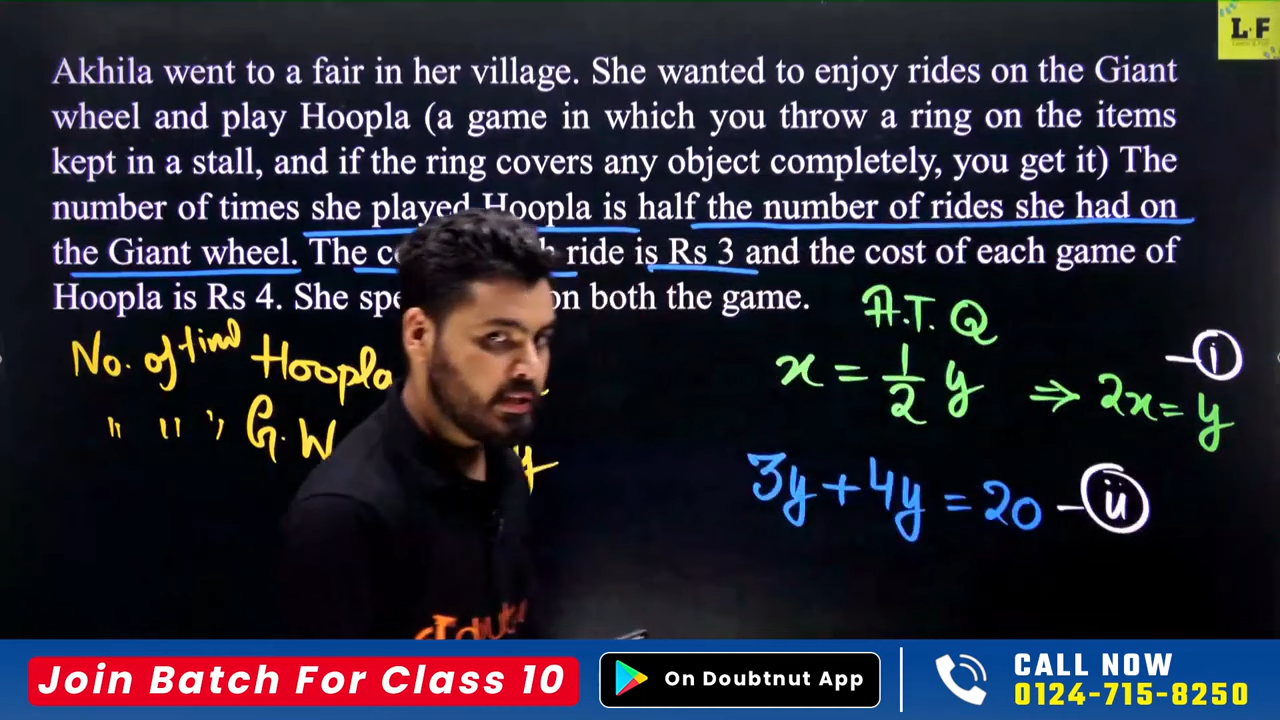 L.F
Akhila went to a fair in her village. She wanted to enjoy rides on the Giant
wheel and play Hoopla (a game in which you throw a ring on the items
kept in a stall, and if the ring covers any object completely, you get it) The
number of times she played Hoopla is half the number of rides she had on
the Giant wheel. The ride is Rs 3 and the cost of each game of
Hoopla is Rs 4. She on both the game.
A.T.Q
No. of Hoopla
x = 1/2 y ⇒ 2x = y – i
" " " G.W y
3y + 4y = 20 – ii
Join Batch For Class 10
On Doubtnut App
CALL NOW
0124-715-8250